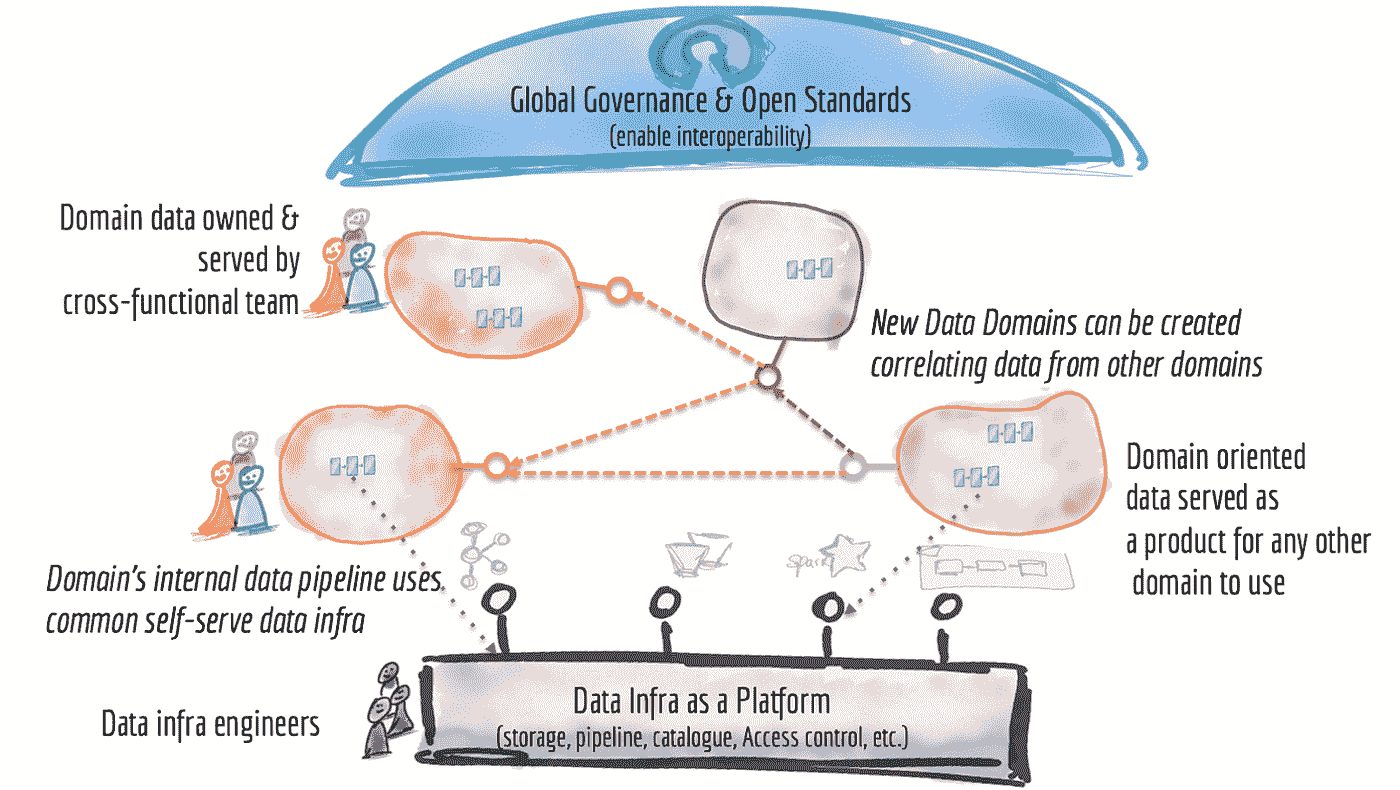 Global Governance & Open Standards
(enable interoperability)
Domain data owned &
served by
cross-functional team
New Data Domains can be created
correlating data from other domains
Domain oriented
data served as
a product for any other
domain to use
Domain's internal data pipeline uses
common self-serve data infra
Spark
Data infra engineers
Data Infra as a Platform
(storage, pipeline, catalogue, Access control, etc.)